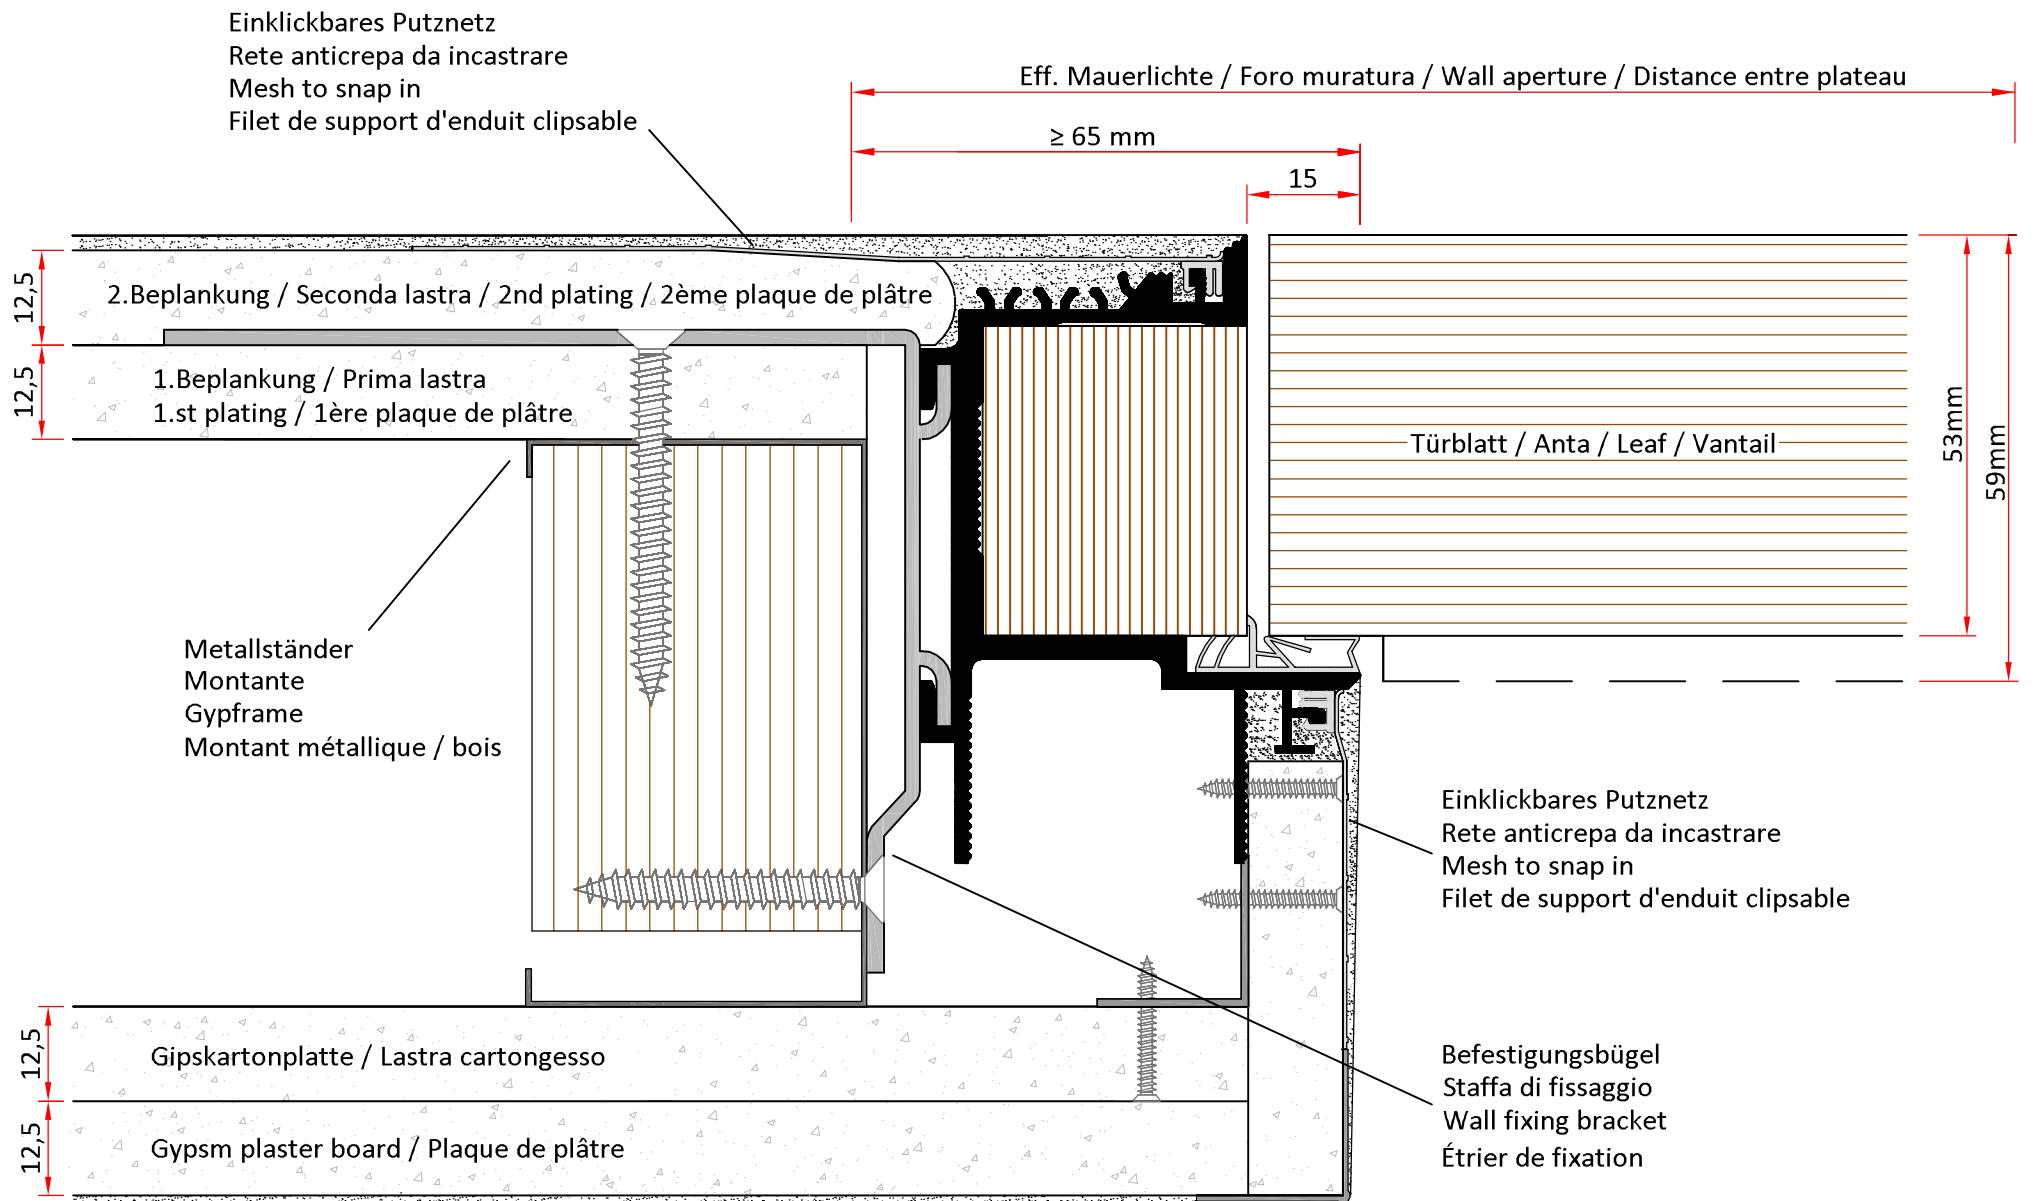 Einklickbares Putznetz
Rete anticrepa da incastrare
Mesh to snap in
Filet de support d'enduit clipsable
Eff. Mauerlichte / Foro muratura / Wall aperture / Distance entre plateau
≥ 65 mm
15
12,5
2.Beplankung / Seconda lastra / 2nd plating / 2ème plaque de plâtre
12,5
1.Beplankung / Prima lastra
1.st plating / 1ère plaque de plâtre
Türblatt / Anta / Leaf / Vantail
53mm
59mm
Metallständer
Montante
Gypframe
Montant métallique / bois
Einklickbares Putznetz
Rete anticrepa da incastrare
Mesh to snap in
Filet de support d'enduit clipsable
12,5
Gipskartonplatte / Lastra cartongesso
12,5
Gypsm plaster board / Plaque de plâtre
Befestigungsbügel
Staffa di fissaggio
Wall fixing bracket
Étrier de fixation